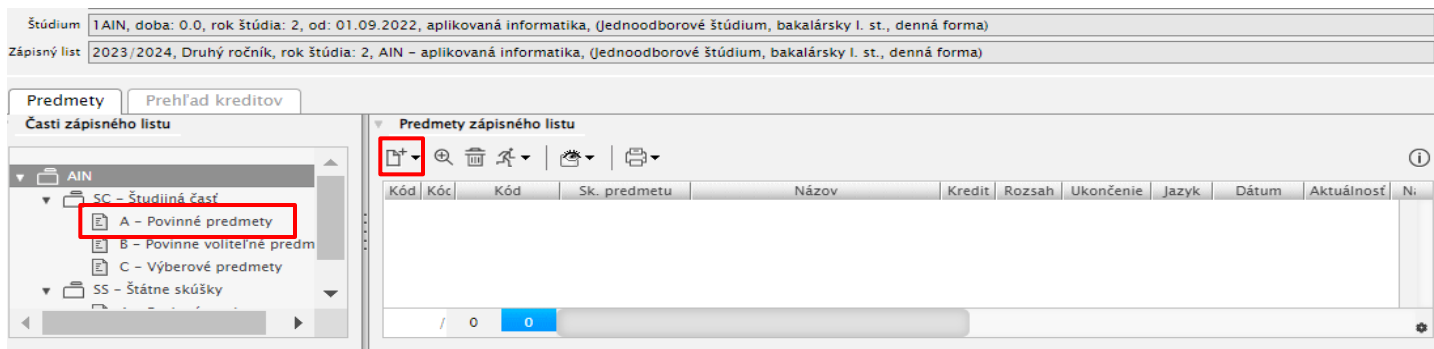 Štúdium 1AIN, doba: 0.0, rok štúdia: 2, od: 01.09.2022, aplikovaná informatika, (Jednoodborové štúdium, bakalársky I. st., denná forma)
Zápisný list 2023/2024, Druhý ročník, rok štúdia: 2, AIN – aplikovaná informatika, (Jednoodborové štúdium, bakalársky I. st., denná forma)
Predmety Prehľad kreditov
Časti zápisného listu
Predmety zápisného listu
AIN
SC – Študijná časť
A – Povinné predmety
B – Povinne voliteľné predm
C – Výberové predmety
SS – Štátne skúšky
Kód Kóc Kód Sk. predmetu Názov Kredit Rozsah Ukončenie Jazyk Dátum Aktuálnosť
/ 0 0